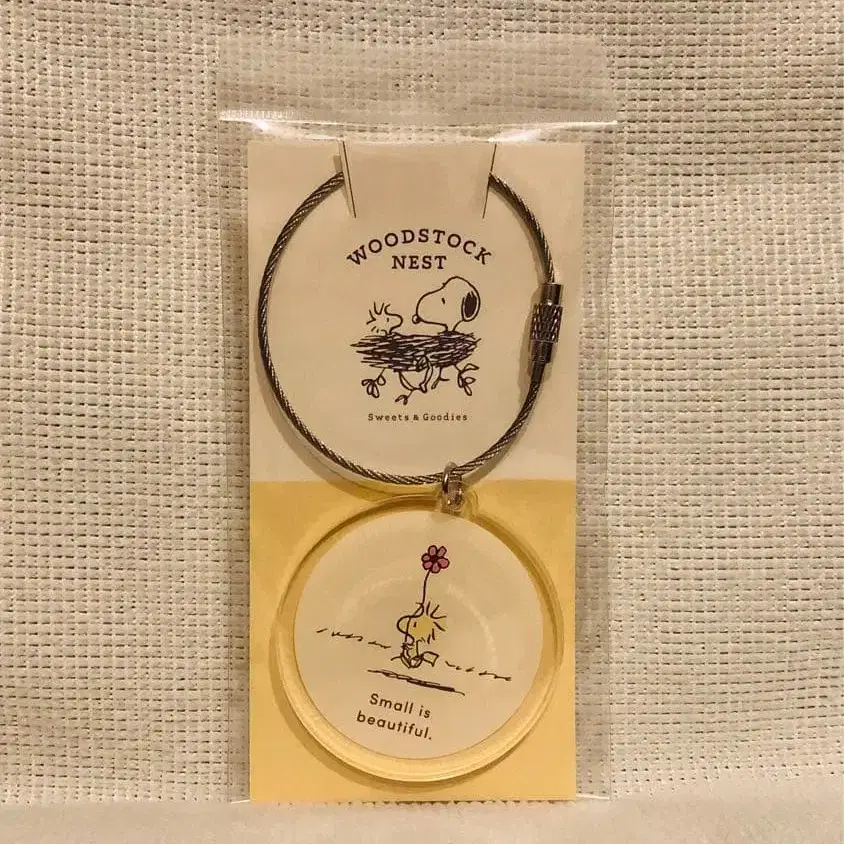 WOODSTOCK
NEST
Sweets & Goodies
Small is
beautiful.